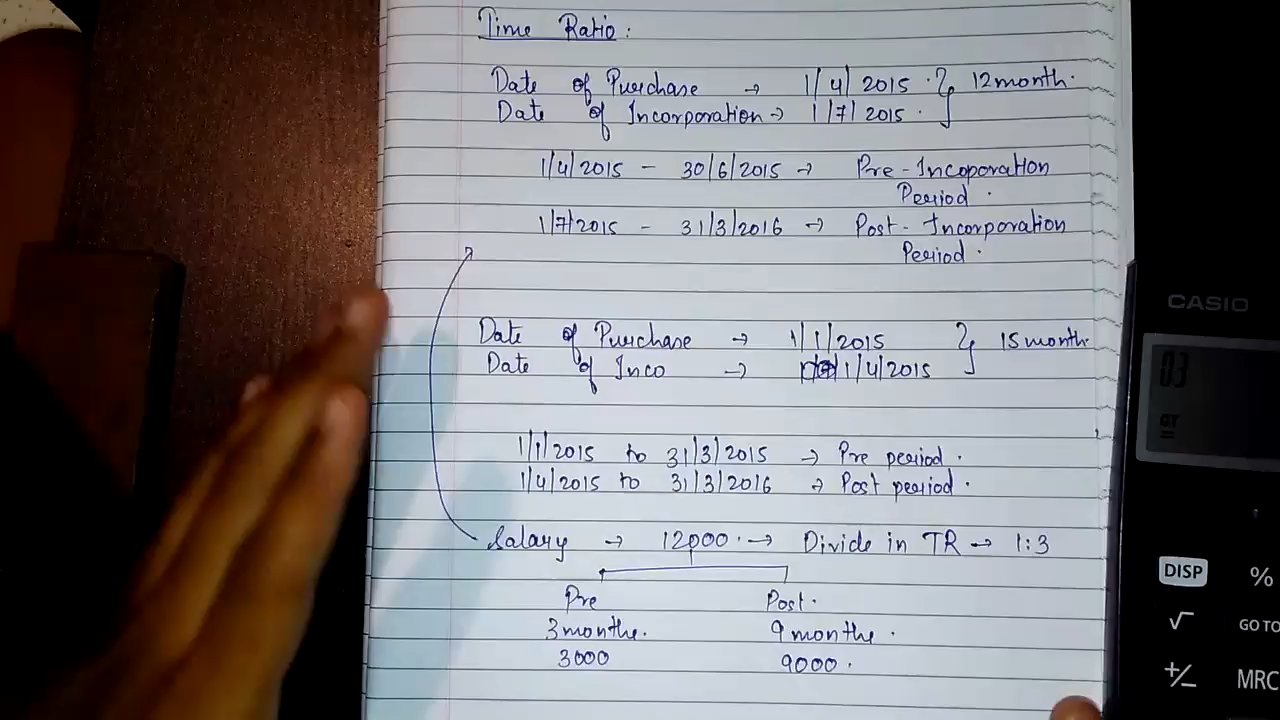 Time Ratio:
Date of Purchase → 1/4/2015. } 12 month.
Date of Incorporation → 1/7/2015.
1/4/2015 - 30/6/2015 → Pre-Incoporation
Period.
1/7/2015 - 31/3/2016 → Post-Incorporation
Period.
Date of Purchase → 1/1/2015 } 15 month
Date of Inco → 1/4/2015
1/1/2015 to 31/3/2015 → Pre period.
1/4/2015 to 31/3/2016 → Post period.
Salary → 12000. → Divide in TR → 1:3
Pre Post.
3 months. 9 months.
3000 9000.
CASIO
03
GT
=
DISP %
√ GO TO
+/- MRC